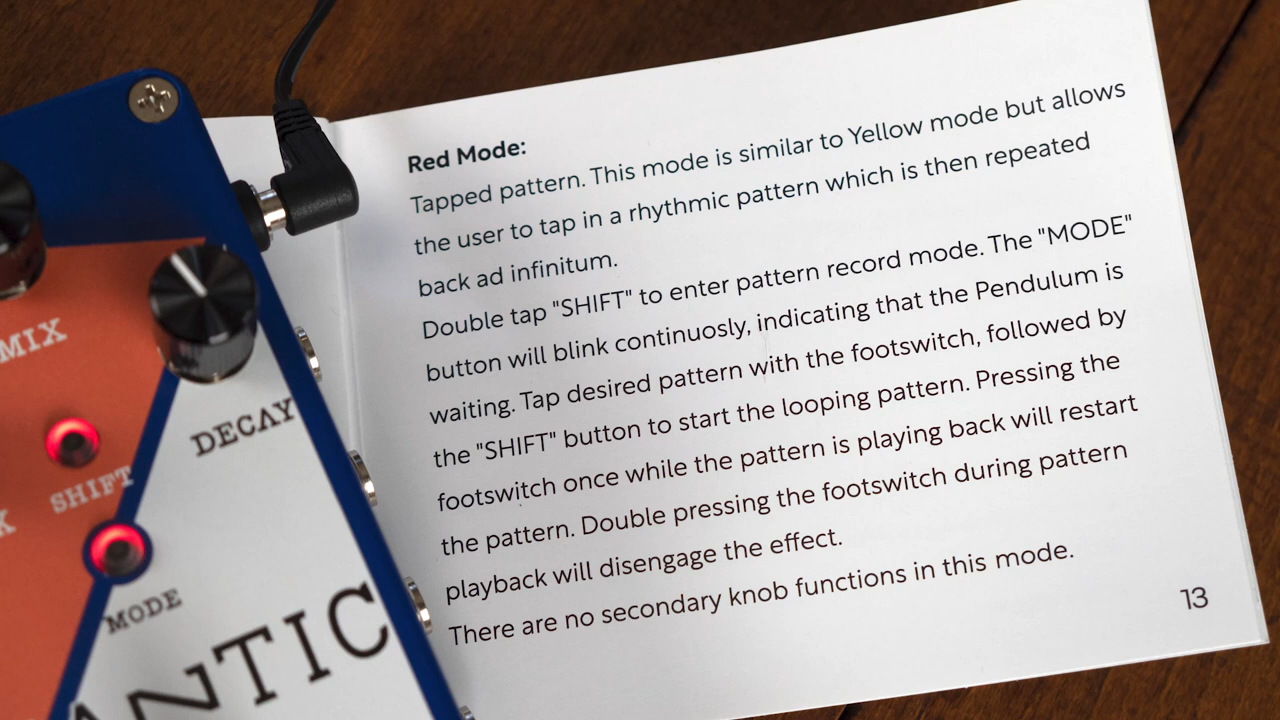 Red Mode:
Tapped pattern. This mode is similar to Yellow mode but allows
the user to tap in a rhythmic pattern which is then repeated
back ad infinitum.
Double tap "SHIFT" to enter pattern record mode. The "MODE"
button will blink continuosly, indicating that the Pendulum is
waiting. Tap desired pattern with the footswitch, followed by
the "SHIFT" button to start the looping pattern. Pressing the
footswitch once while the pattern is playing back will restart
the pattern. Double pressing the footswitch during pattern
playback will disengage the effect.
There are no secondary knob functions in this mode.
13
MIX
DECAY
SHIFT
MODE
ANTIC